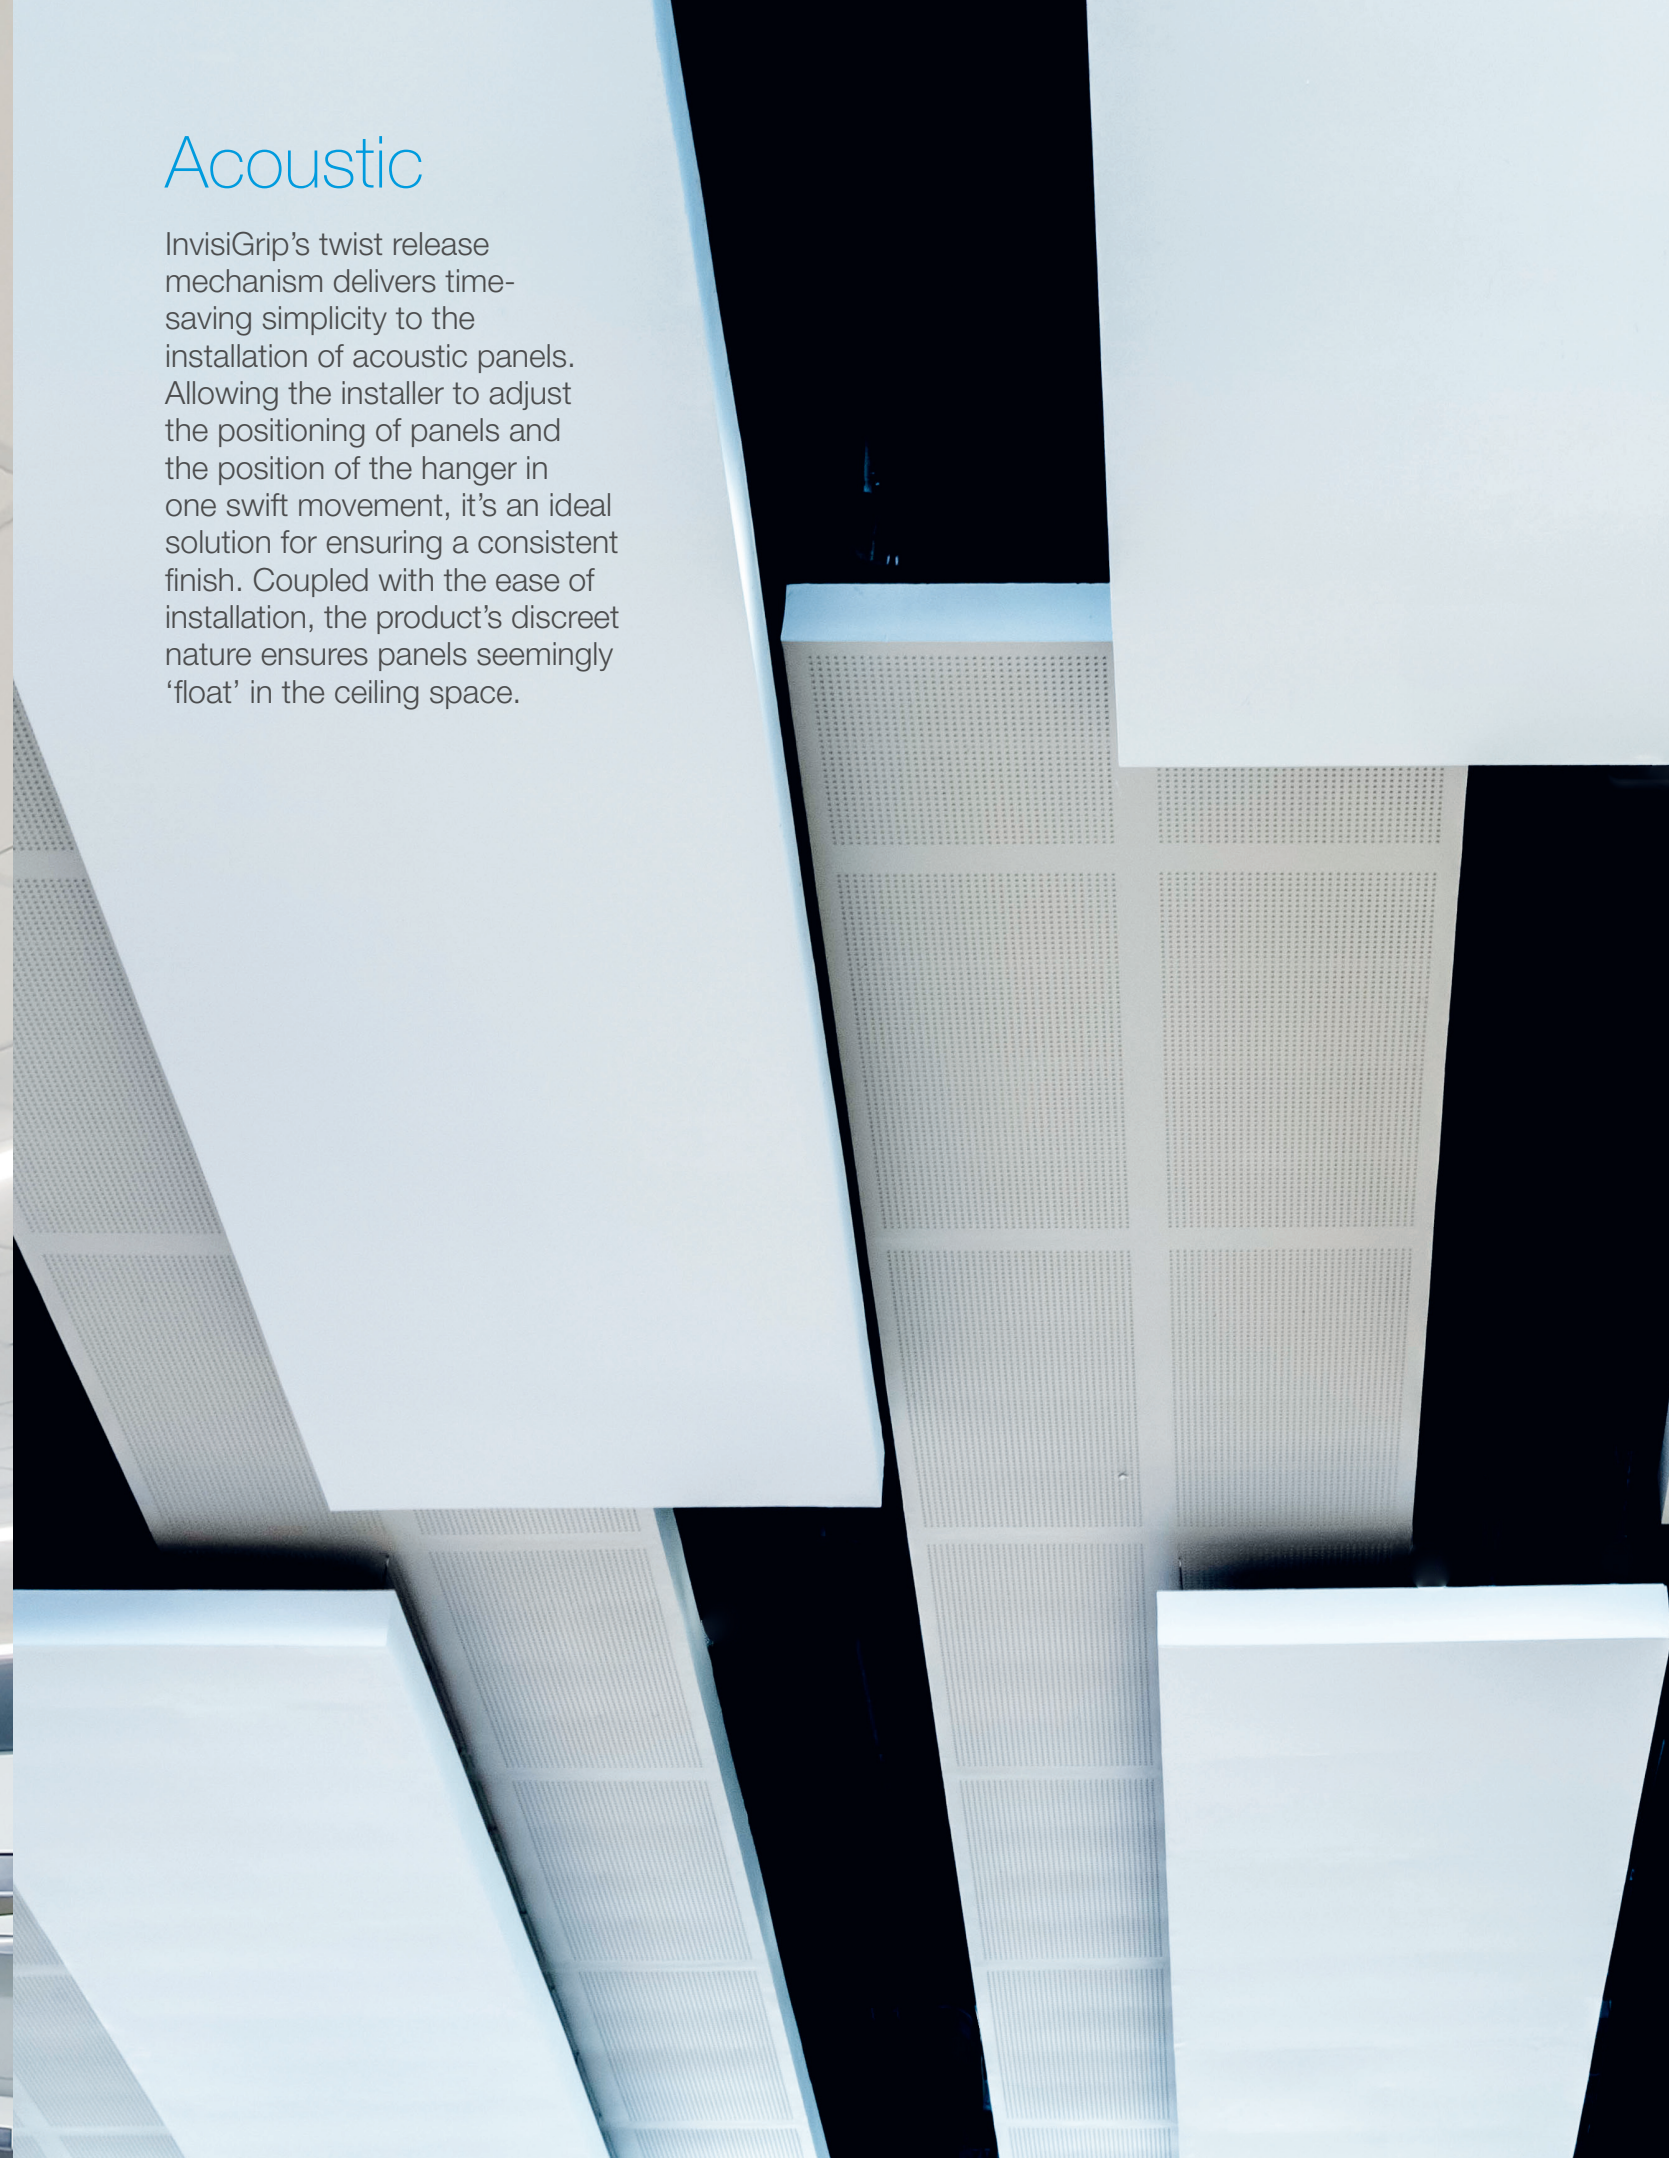 Acoustic
InvisiGrip’s twist release
mechanism delivers time-
saving simplicity to the
installation of acoustic panels.
Allowing the installer to adjust
the positioning of panels and
the position of the hanger in
one swift movement, it’s an ideal
solution for ensuring a consistent
finish. Coupled with the ease of
installation, the product’s discreet
nature ensures panels seemingly
‘float’ in the ceiling space.